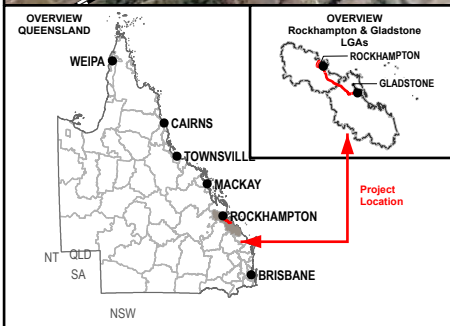 OVERVIEW
QUEENSLAND
WEIPA
CAIRNS
TOWNSVILLE
MACKAY
ROCKHAMPTON
BRISBANE
NT
QLD
SA
NSW
OVERVIEW
Rockhampton & Gladstone
LGAs
ROCKHAMPTON
GLADSTONE
Project
Location